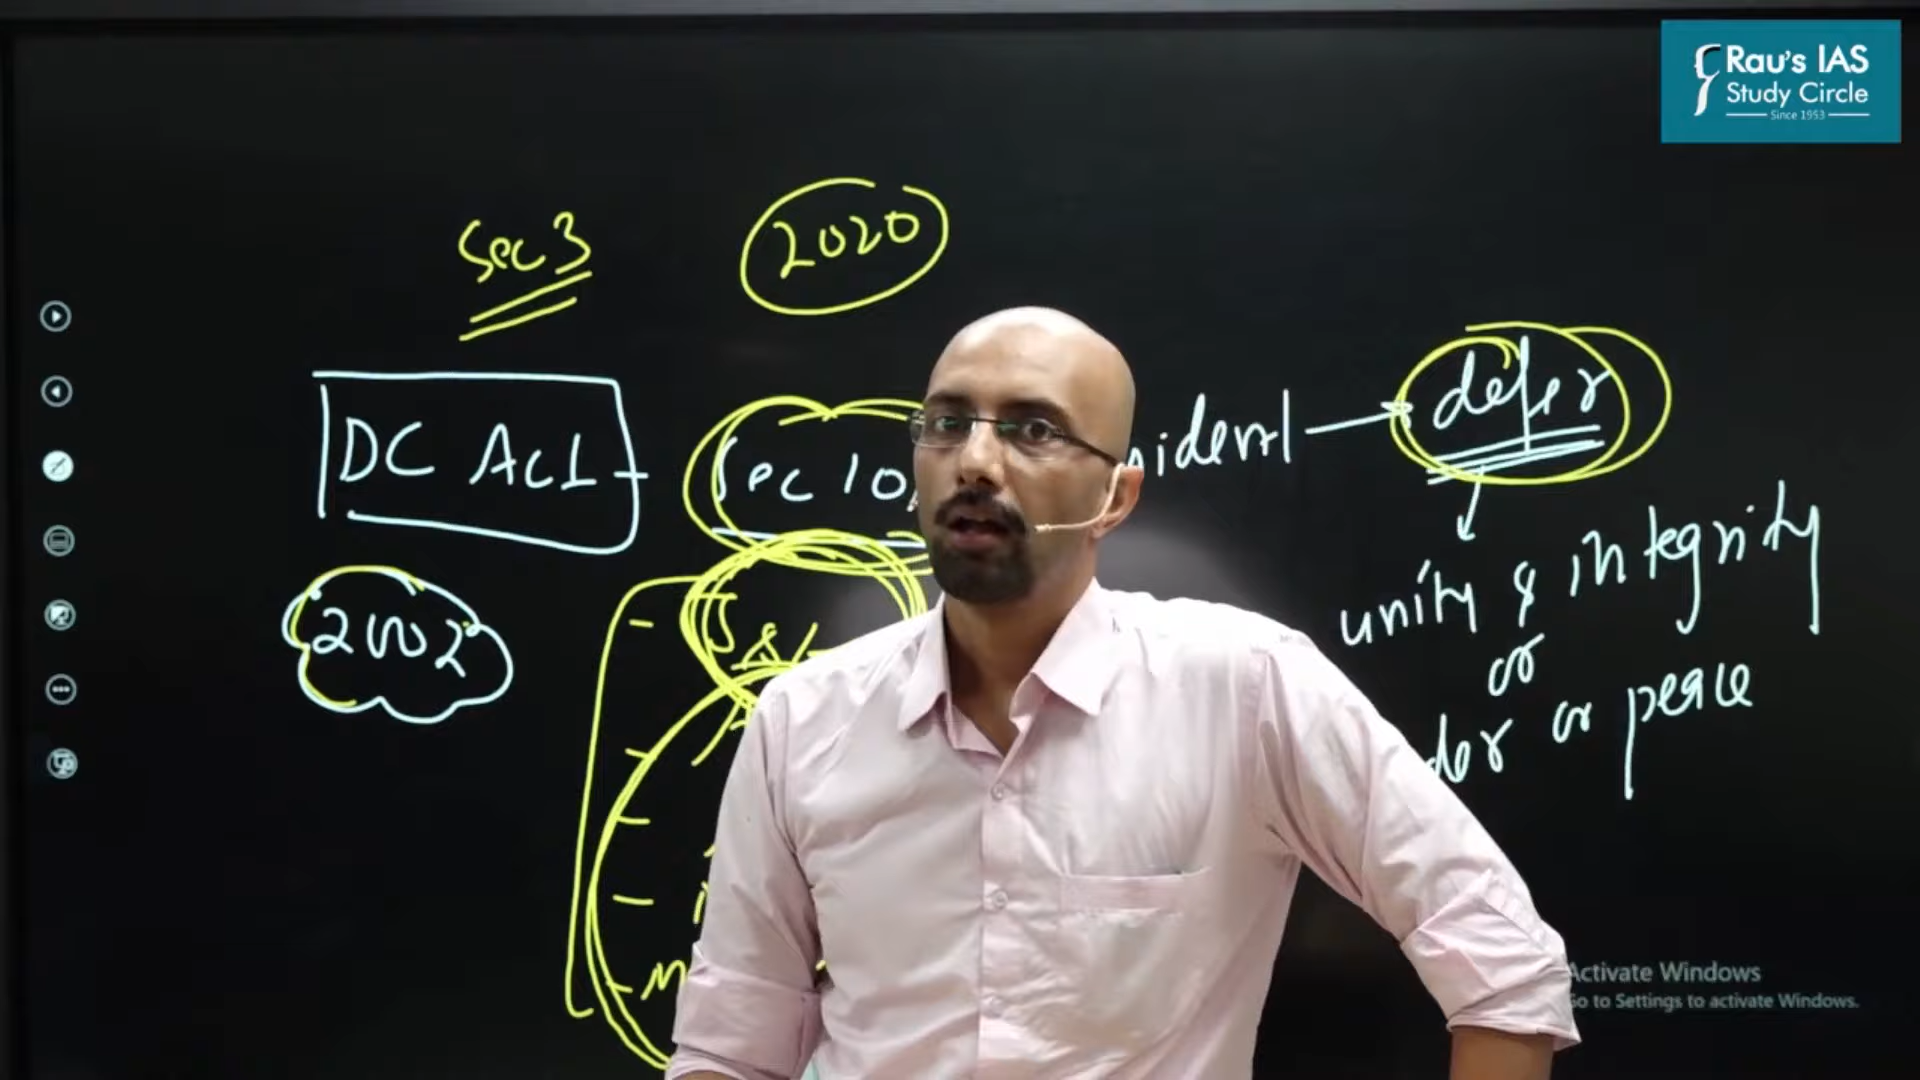 Rau's IAS
Study Circle
Since 1953
Sec 3
2020
DC Act
Sec 10
defer
2002
unity & integrity
or
or peace
Activate Windows
Go to Settings to activate Windows.